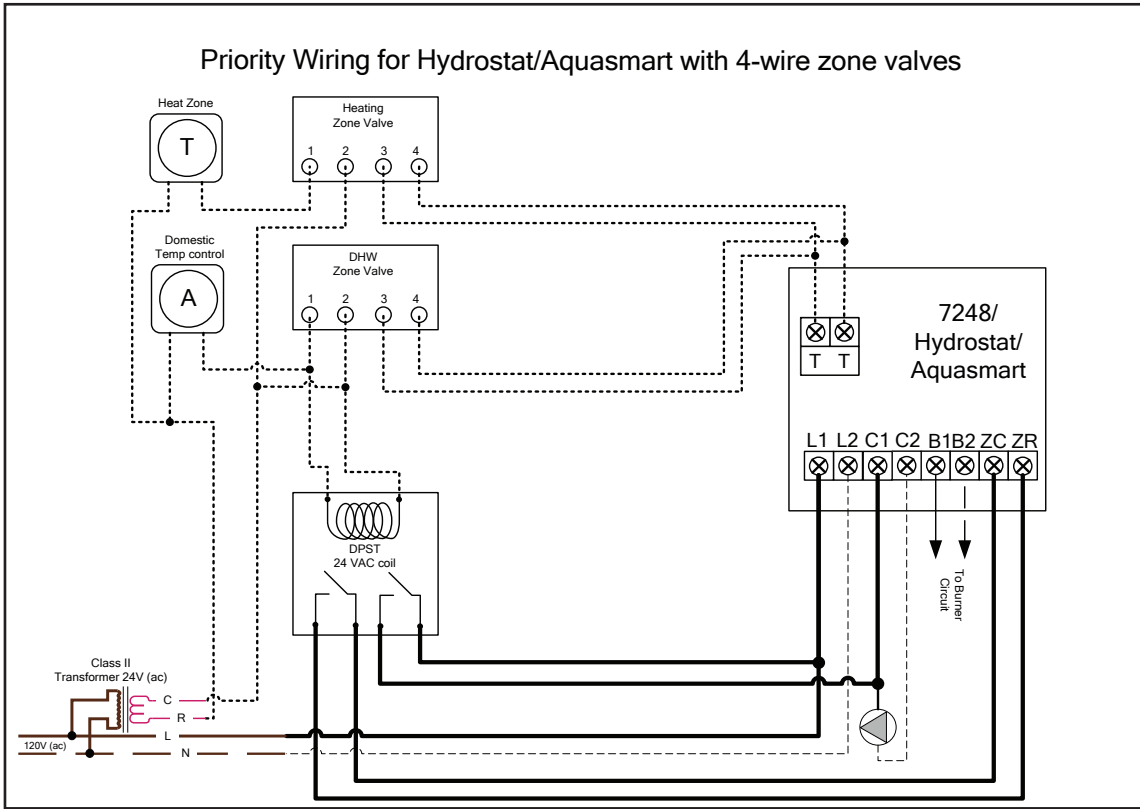 Priority Wiring for Hydrostat/Aquasmart with 4-wire zone valves
Heat Zone
T
Heating
Zone Valve
1 2 3 4
Domestic
Temp control
A
DHW
Zone Valve
1 2 3 4
7248/
Hydrostat/
Aquasmart
T T
L1 L2 C1 C2 B1 B2 ZC ZR
DPST
24 VAC coil
To Burner
Circuit
Class II
Transformer 24V (ac)
C
R
L
120V (ac)
N